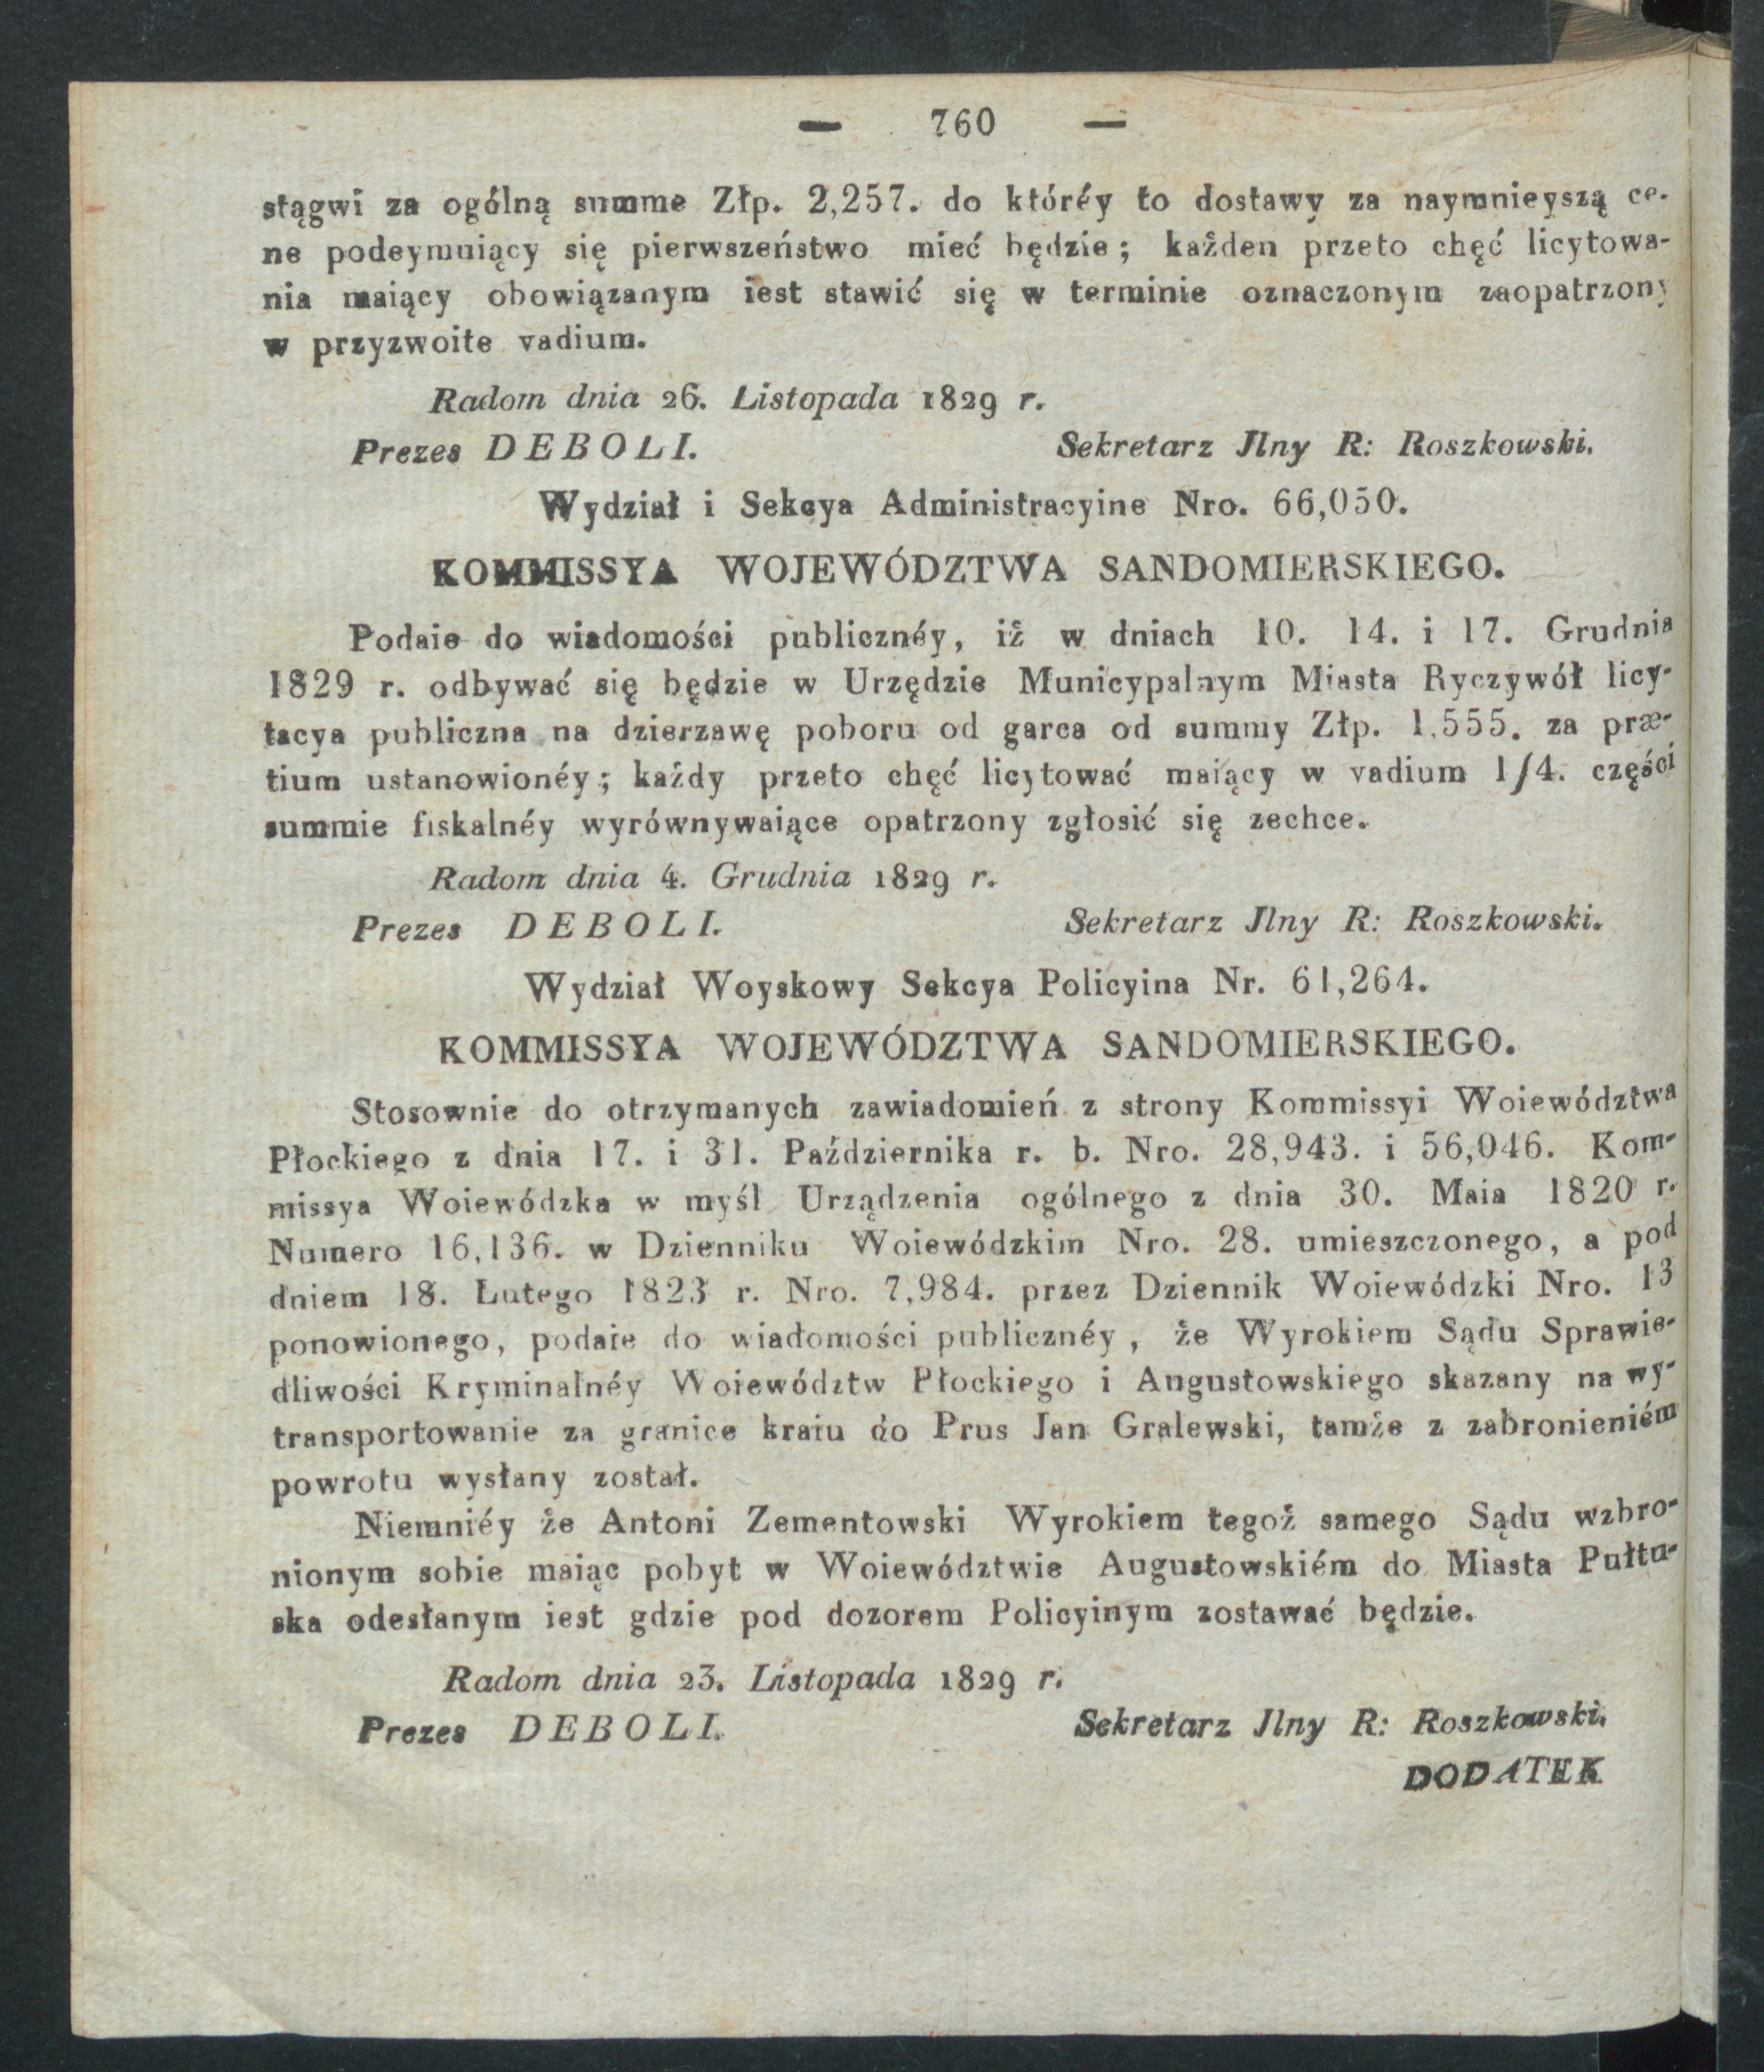 — 760 —
stągwi za ogólną summe Złp. 2,257. do któréy to dostawy za naymnieyszą ce-
ne podeymuiący się pierwszeństwo mieć będzie; każden przeto chęć licytowa-
nia maiący obowiązanym iest stawić się w terminie oznaczonym zaopatrzony
w przyzwoite vadium.
Radom dnia 26. Listopada 1829 r.
Prezes DEBOLI. Sekretarz Jlny R: Roszkowski.
Wydział i Sekcya Administracyine Nro. 66,050.
KOMMISSYA WOJEWÓDZTWA SANDOMIERSKIEGO.
Podaie do wiadomości publicznéy, iż w dniach 10. 14. i 17. Grudnia
1829 r. odbywać się będzie w Urzędzie Municypalnym Miasta Ryczywół licy-
tacya publiczna na dzierzawę poboru od garca od summy Złp. 1,555. za præ-
tium ustanowionéy; każdy przeto chęć licytować maiący w vadium 1/4. części
summie fiskalnéy wyrównywaiące opatrzony zgłosić się zechce.
Radom dnia 4. Grudnia 1829 r.
Prezes DEBOLI. Sekretarz Jlny R: Roszkowski.
Wydział Woyskowy Sekcya Policyina Nr. 61,264.
KOMMISSYA WOJEWÓDZTWA SANDOMIERSKIEGO.
Stosownie do otrzymanych zawiadomień z strony Kommissyi Woiewództwa
Płockiego z dnia 17. i 31. Października r. b. Nro. 28,943. i 56,046. Kom-
missya Woiewódzka w myśl Urządzenia ogólnego z dnia 30. Maia 1820 r.
Numero 16,136. w Dzienniku Woiewódzkim Nro. 28. umieszczonego, a pod
dniem 18. Lutego 1823 r. Nro. 7,984. przez Dziennik Woiewódzki Nro. 13
ponowionego, podaie do wiadomości publicznéy, że Wyrokiem Sądu Sprawie-
dliwości Kryminalnéy Woiewództw Płockiego i Augustowskiego skazany na wy-
transportowanie za granice kraiu do Prus Jan Gralewski, tamże z zabronieniém
powrotu wysłany został.
Niemniéy że Antoni Zementowski Wyrokiem tegoż samego Sądu wzbro-
nionym sobie maiąc pobyt w Woiewództwie Augustowskiém do Miasta Pułtu-
ska odesłanym iest gdzie pod dozorem Policyinym zostawać będzie.
Radom dnia 23. Listopada 1829 r.
Prezes DEBOLI. Sekretarz Jlny R: Roszkowski.
DODATEK